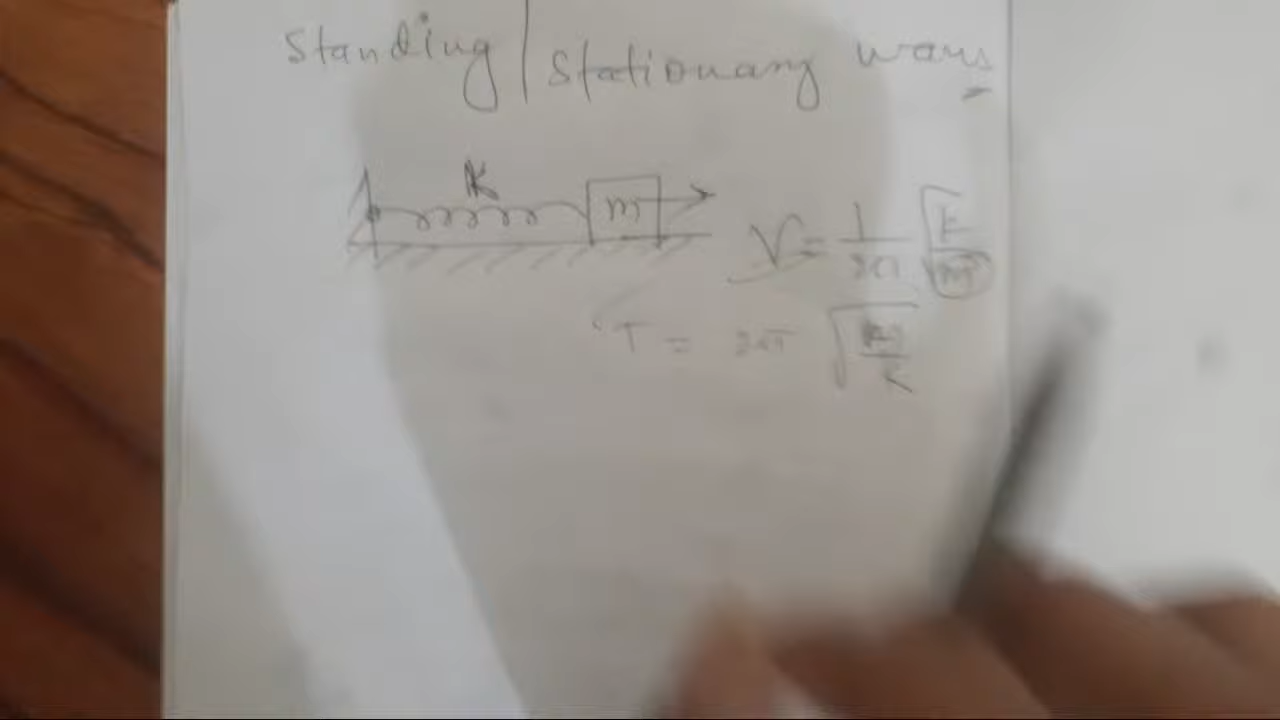 Standing / Stationary waves
K
m
ν = 1/2π √K/m
T = 2π √m/K